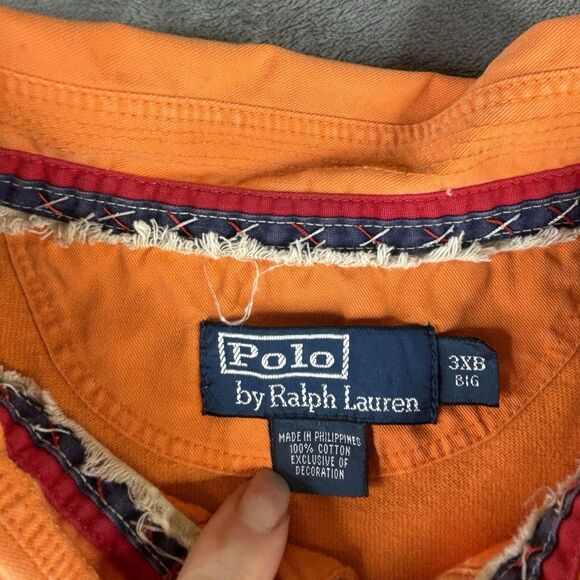 Polo
by Ralph Lauren
3XB
BIG
MADE IN PHILIPPINES
100% COTTON
EXCLUSIVE OF
DECORATION